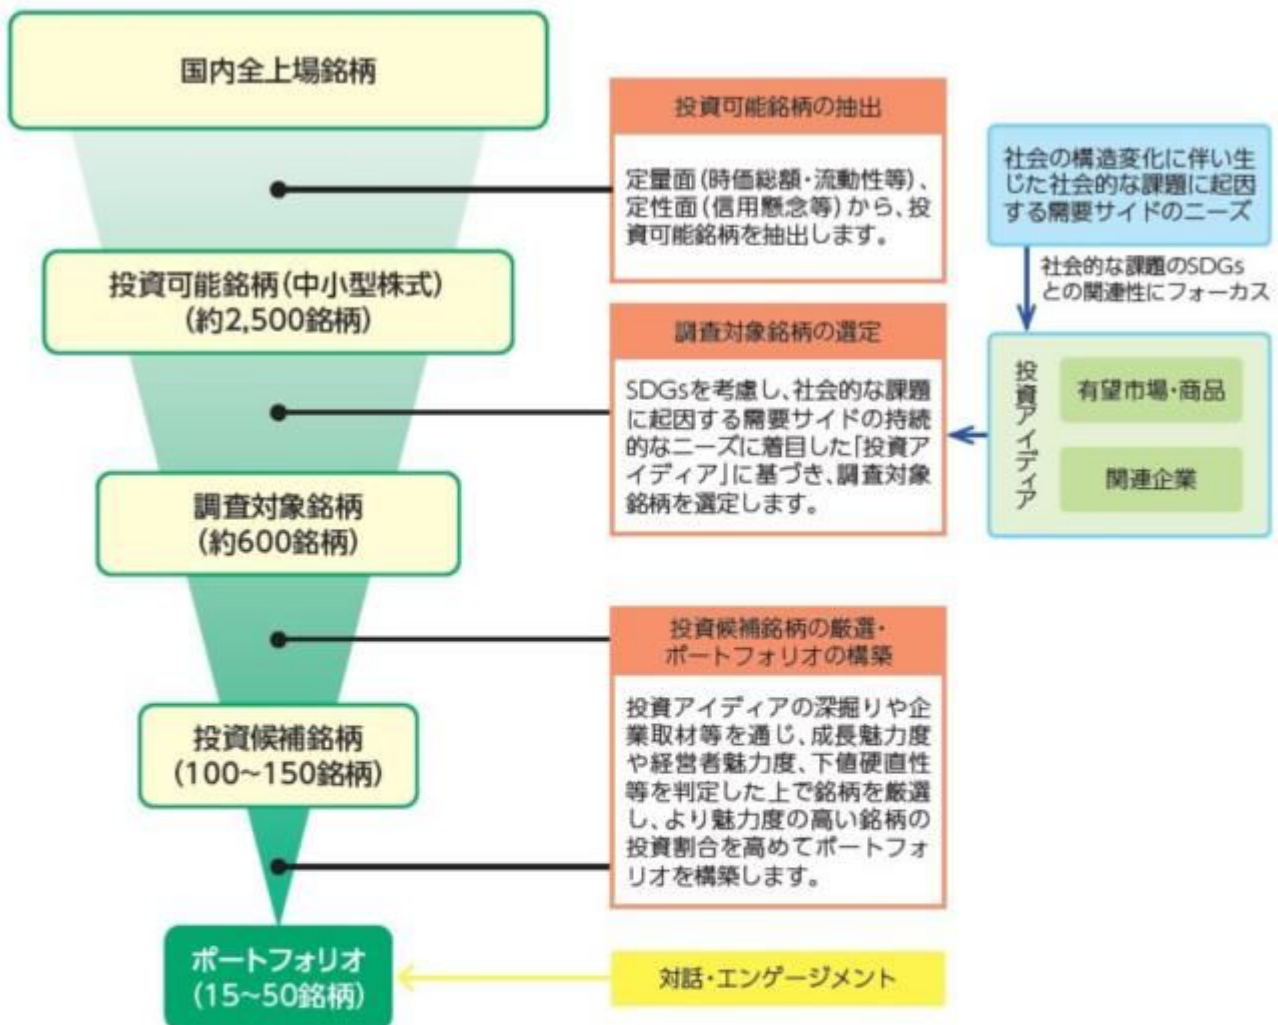 国内全上場銘柄
投資可能銘柄の抽出
定量面(時価総額・流動性等)、
定性面(信用懸念等)から、投
資可能銘柄を抽出します。
社会の構造変化に伴い生
じた社会的な課題に起因
する需要サイドのニーズ
社会的な課題のSDGs
との関連性にフォーカス
投資可能銘柄(中小型株式)
(約2,500銘柄)
調査対象銘柄の選定
SDGsを考慮し、社会的な課題
に起因する需要サイドの持続
的なニーズに着目した「投資ア
イディア」に基づき、調査対象
銘柄を選定します。
投資アイディア
有望市場・商品
関連企業
調査対象銘柄
(約600銘柄)
投資候補銘柄の厳選・
ポートフォリオの構築
投資アイディアの深掘りや企
業取材等を通じ、成長魅力度
や経営者魅力度、下値硬直性
等を判定した上で銘柄を厳選
し、より魅力度の高い銘柄の
投資割合を高めてポートフォ
リオを構築します。
投資候補銘柄
(100~150銘柄)
ポートフォリオ
(15~50銘柄)
対話・エンゲージメント